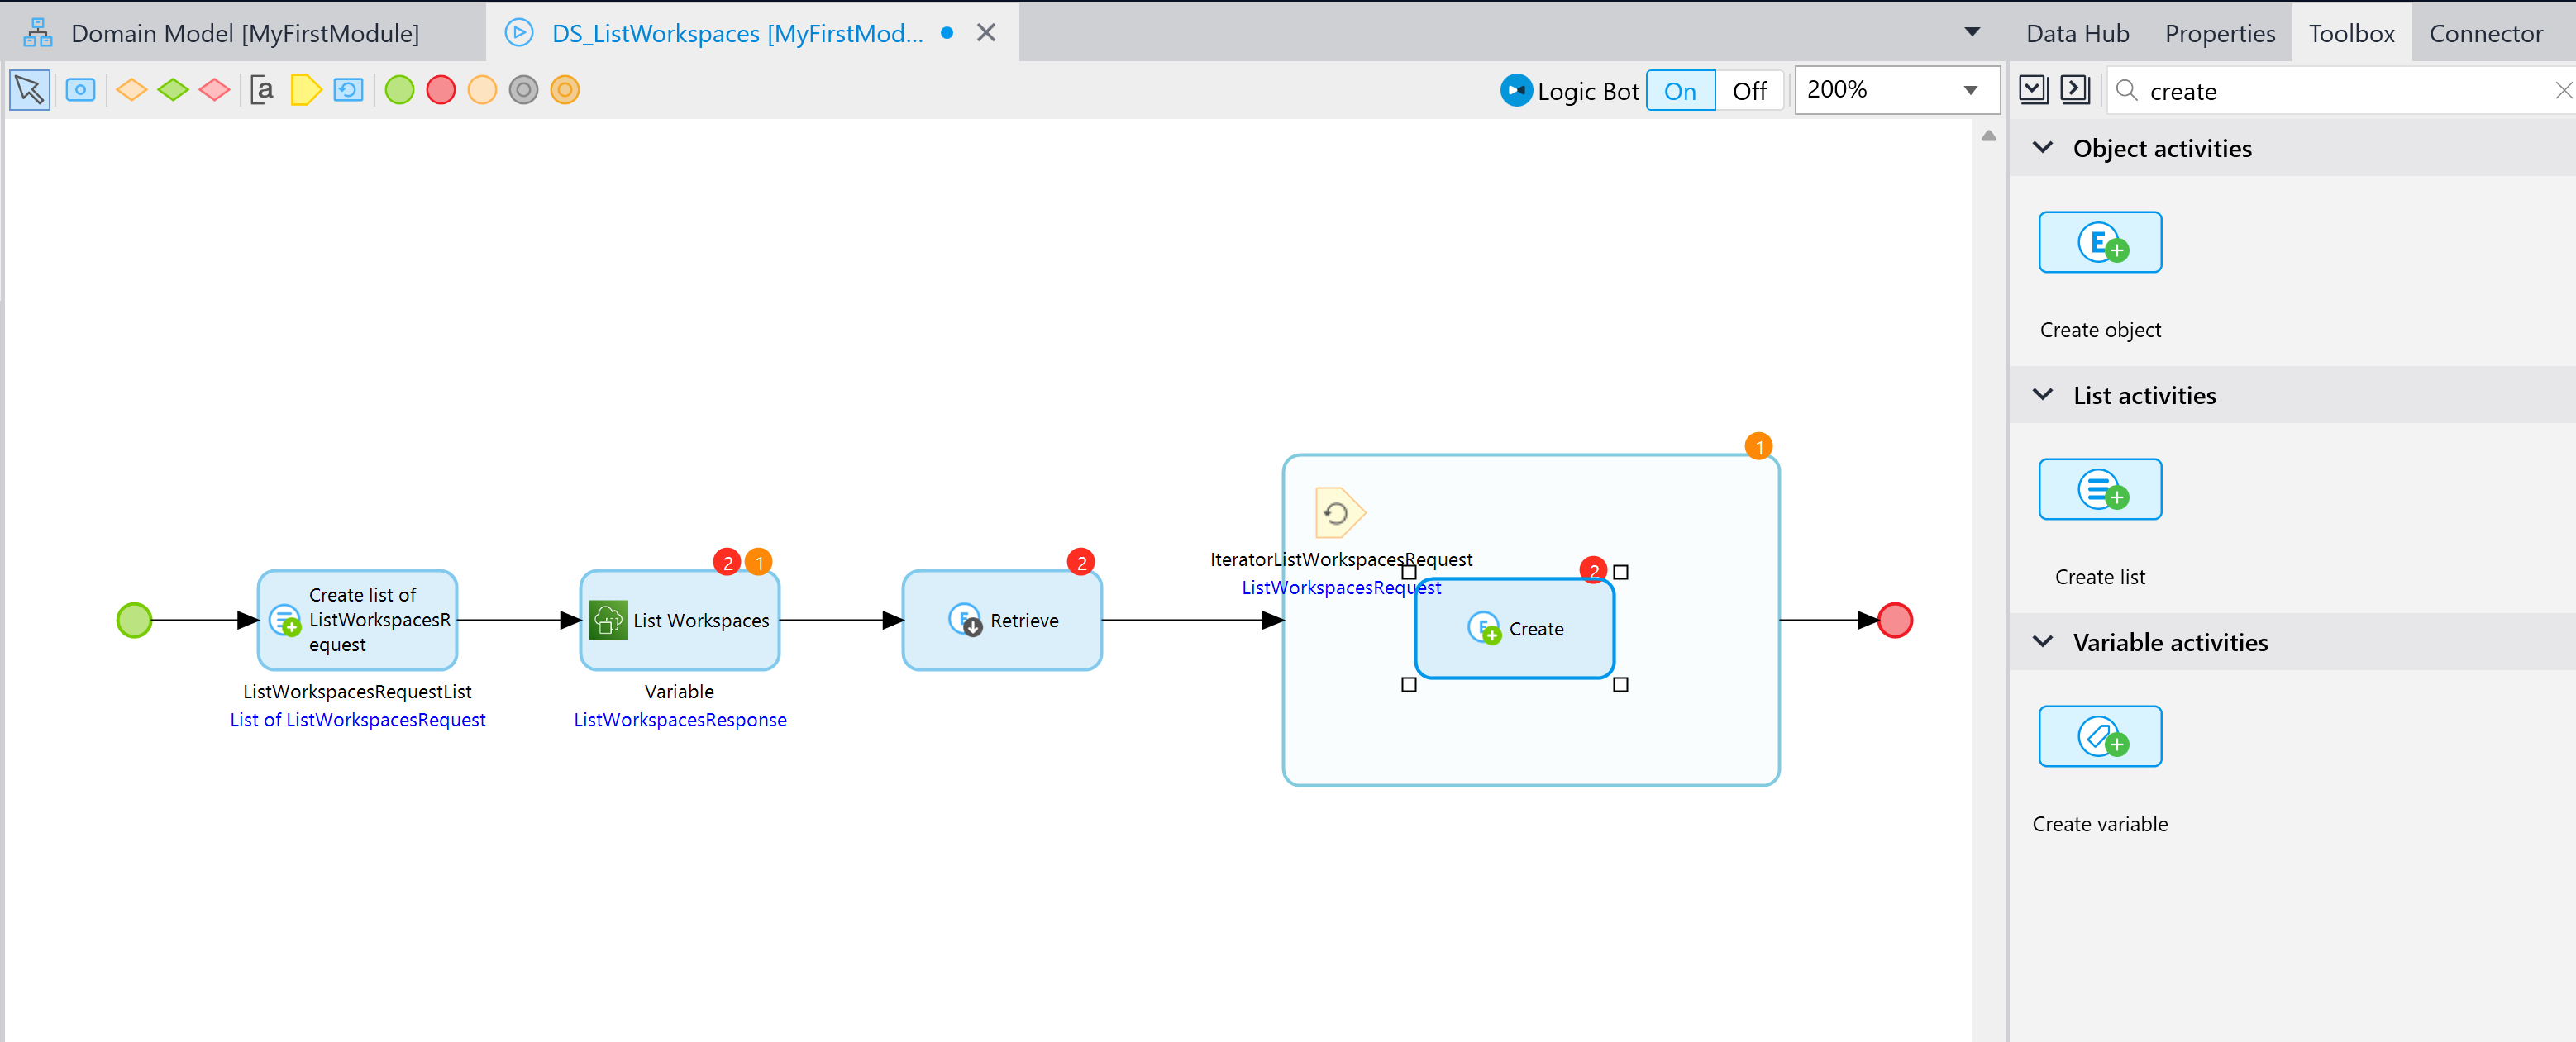 Domain Model [MyFirstModule]
DS_ListWorkspaces [MyFirstMod...
Data Hub
Properties
Toolbox
Connector
[a
Logic Bot
On
Off
200%
create
Object activities
E
Create object
List activities
Create list
Variable activities
Create variable
1
IteratorListWorkspacesRequest
ListWorkspacesRequest
2
E
Create
Create list of
ListWorkspacesR
equest
ListWorkspacesRequestList
List of ListWorkspacesRequest
2
1
List Workspaces
Variable
ListWorkspacesResponse
2
E
Retrieve